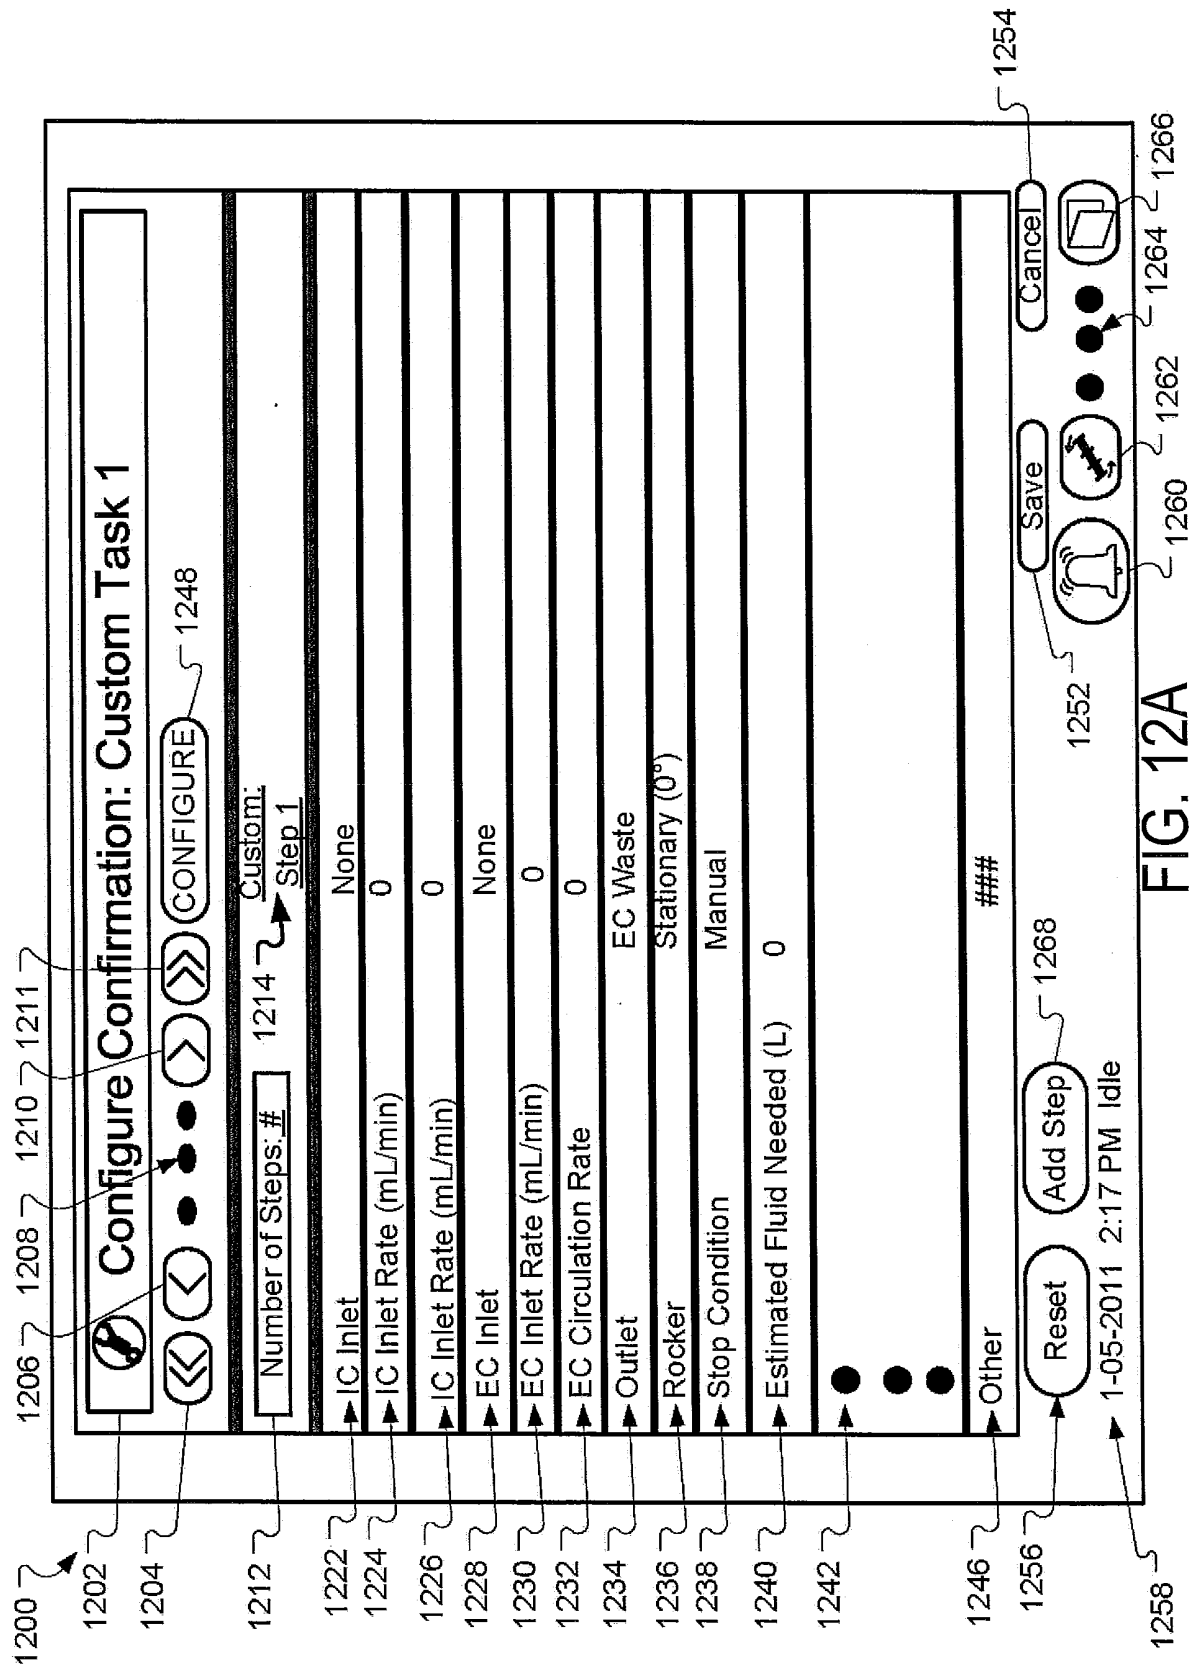 1200
1202
1204
1206
1208
1210
1211
Configure Confirmation: Custom Task 1
CONFIGURE
1248
1212
Number of Steps: #
1214
Custom:
Step 1
1222
IC Inlet
None
1224
IC Inlet Rate (mL/min)
0
1226
IC Inlet Rate (mL/min)
0
1228
EC Inlet
None
1230
EC Inlet Rate (mL/min)
0
1232
EC Circulation Rate
0
1234
Outlet
EC Waste
1236
Rocker
Stationary (0°)
1238
Stop Condition
Manual
1240
Estimated Fluid Needed (L)
0
1242
1246
Other
###
1256
Reset
Add Step
1268
1252
Save
Cancel
1254
1258
1-05-2011 2:17 PM Idle
1260
1262
1264
1266
FIG. 12A